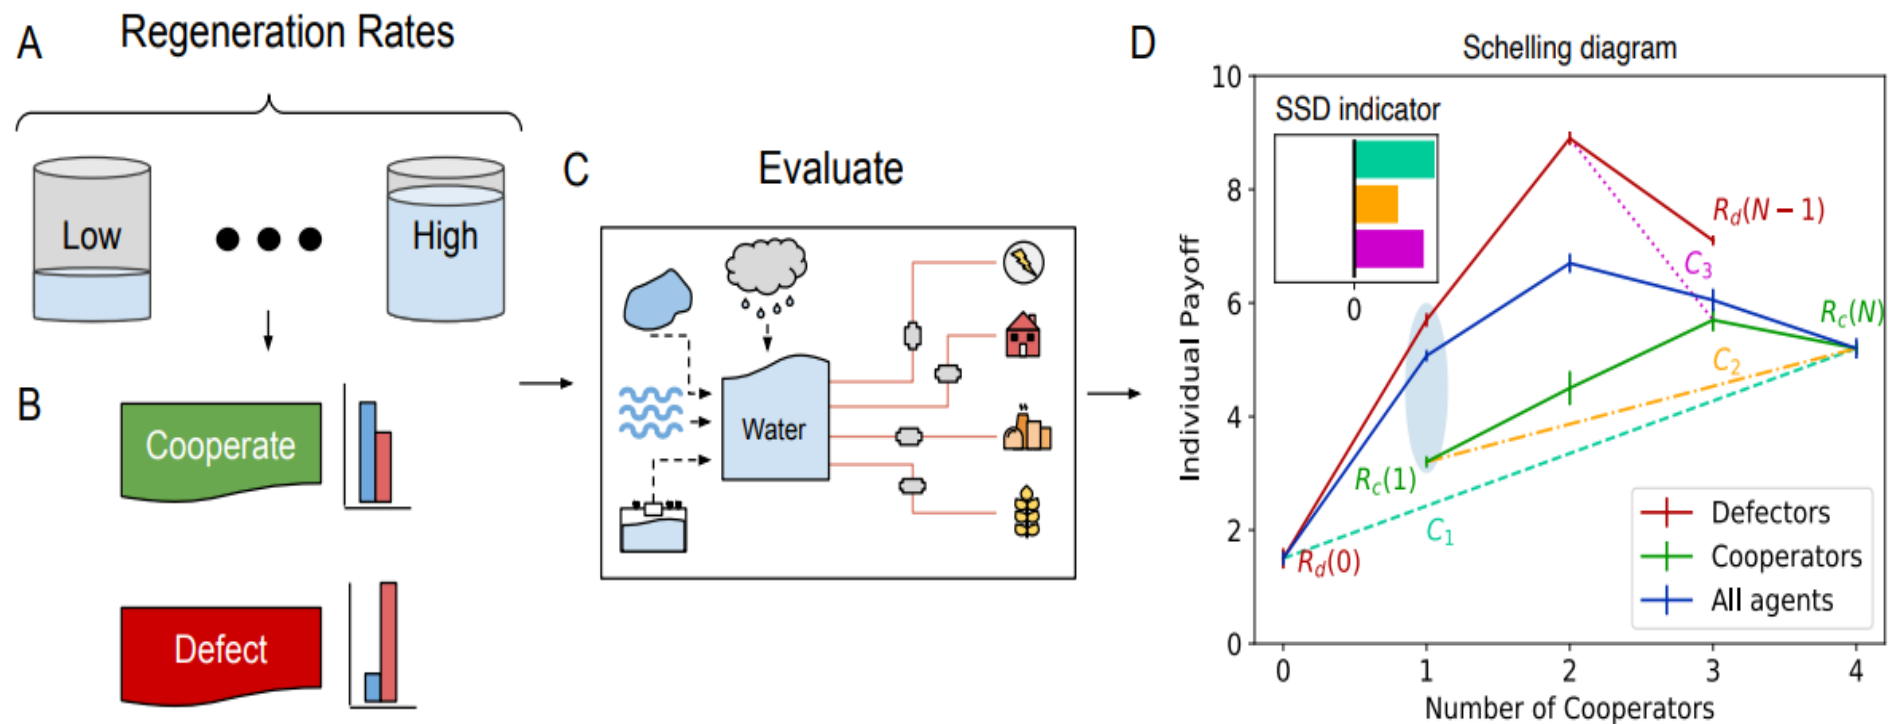 A
Regeneration Rates
Low
High
B
Cooperate
Defect
C
Evaluate
Water
D
Schelling diagram
SSD indicator
0
10
8
6
4
2
0
Individual Payoff
R_d(N − 1)
C_3
R_c(N)
C_2
R_c(1)
C_1
R_d(0)
Defectors
Cooperators
All agents
0 1 2 3 4
Number of Cooperators